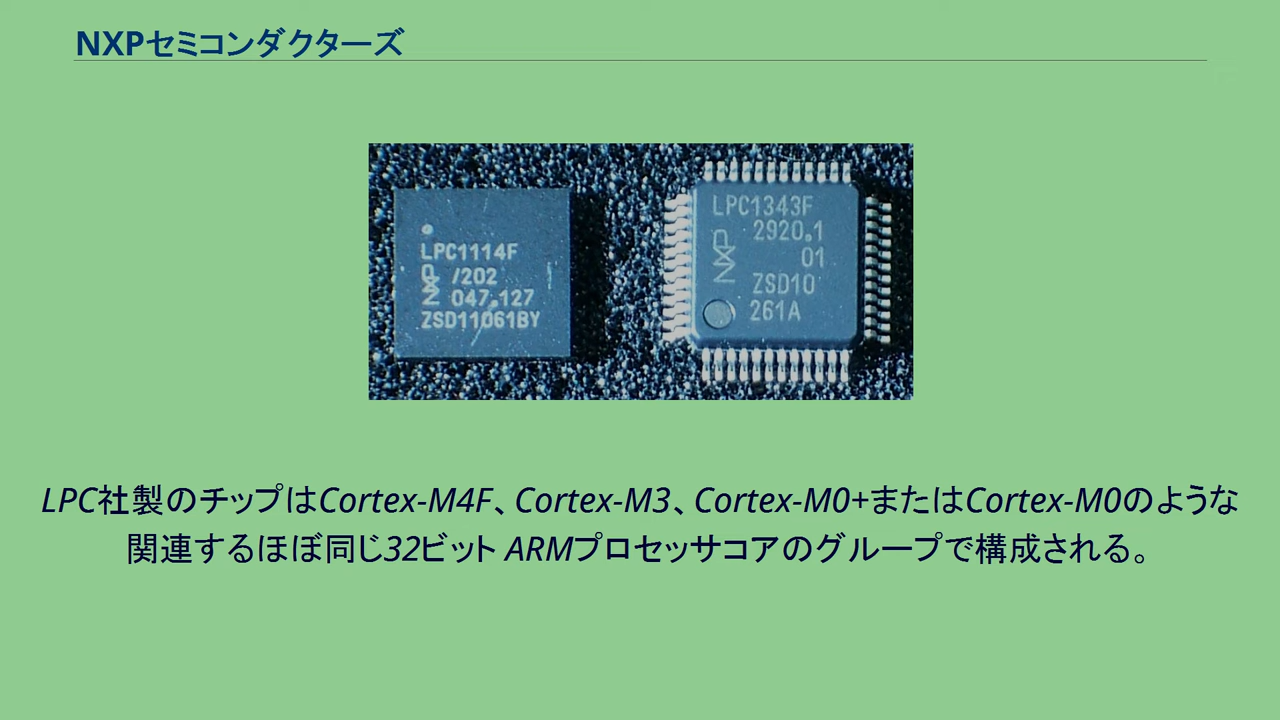 NXPセミコンダクターズ
LPC1114F
NXP /202
047.127
ZSD11061BY
LPC1343F
2920.1
NXP 01
ZSD10
261A
LPC社製のチップはCortex-M4F、Cortex-M3、Cortex-M0+またはCortex-M0のような
関連するほぼ同じ32ビット ARMプロセッサコアのグループで構成される。